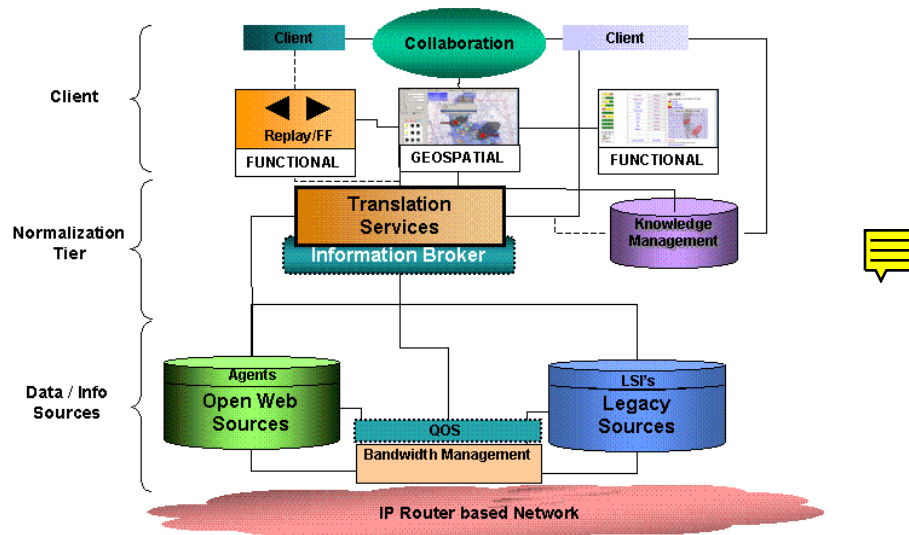 Client
Collaboration
Client
Client
Replay/FF
FUNCTIONAL
GEOSPATIAL
FUNCTIONAL
Normalization
Tier
Translation
Services
Information Broker
Knowledge
Management
Data / Info
Sources
Agents
Open Web
Sources
LSI's
Legacy
Sources
QOS
Bandwidth Management
IP Router based Network